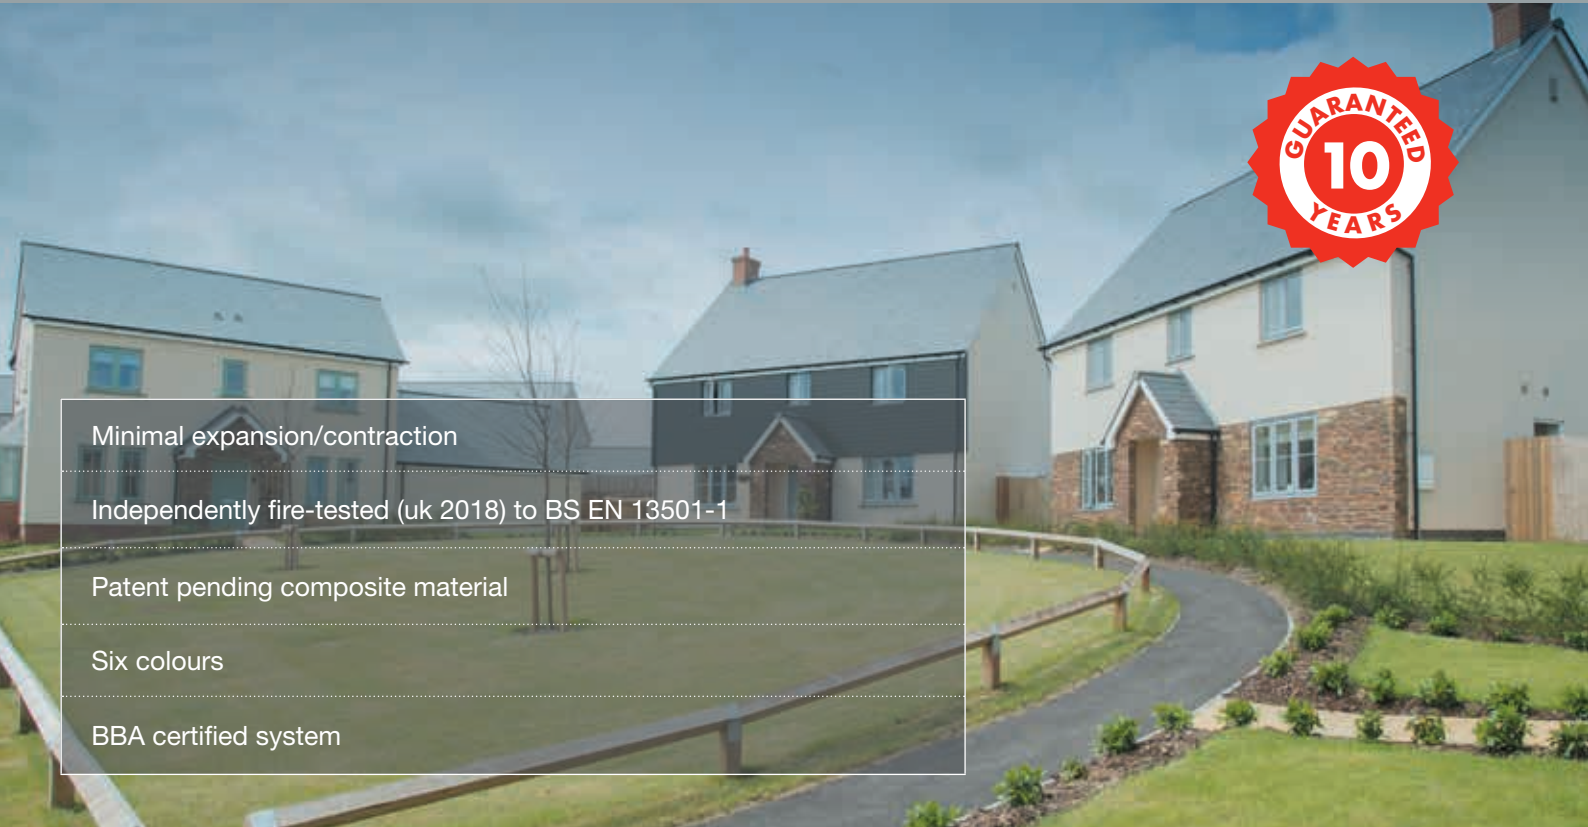 GUARANTEED
10
YEARS
Minimal expansion/contraction
Independently fire-tested (uk 2018) to BS EN 13501-1
Patent pending composite material
Six colours
BBA certified system